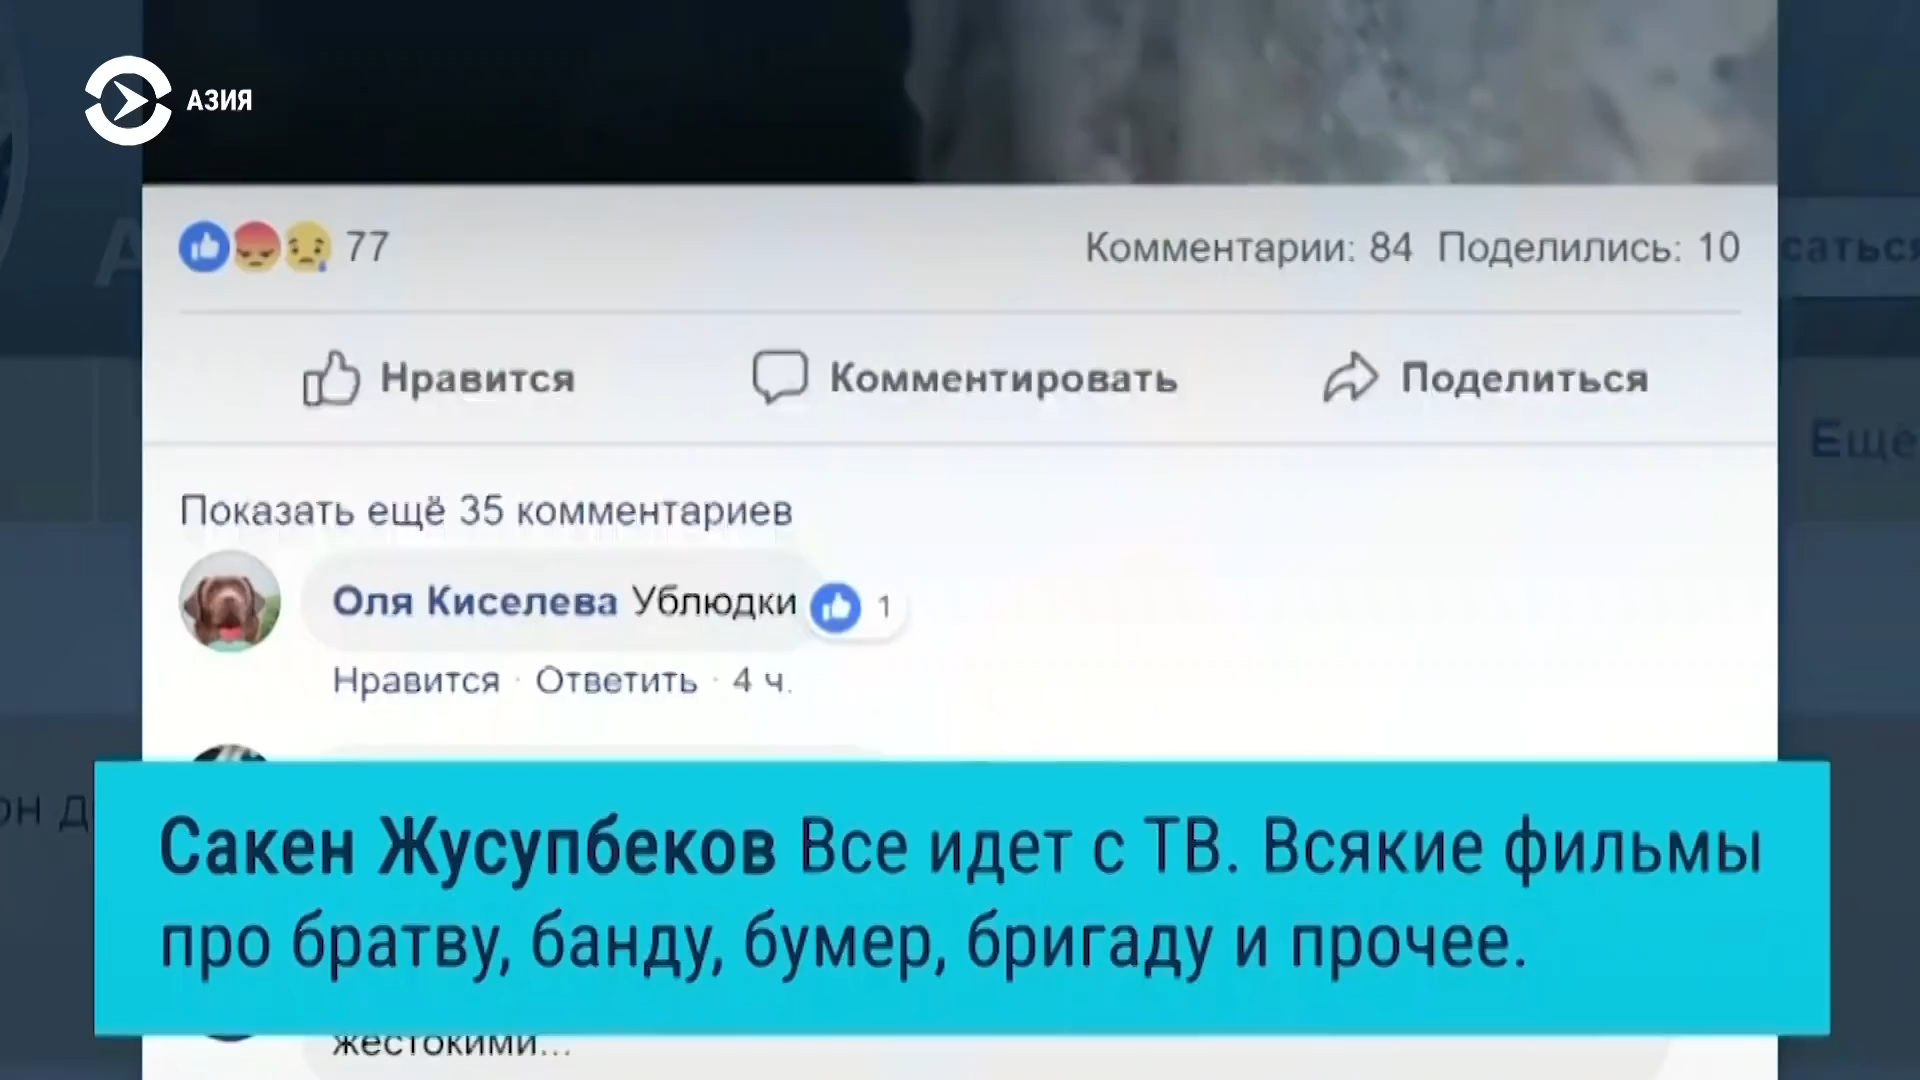 АЗИЯ
77
Комментарии: 84 Поделились: 10
Нравится Комментировать Поделиться
Ещё
Показать ещё 35 комментариев
Оля Киселева Ублюдки 1
Нравится · Ответить · 4 ч.
Сакен Жусупбеков Все идет с ТВ. Всякие фильмы
про братву, банду, бумер, бригаду и прочее.
жестокими...